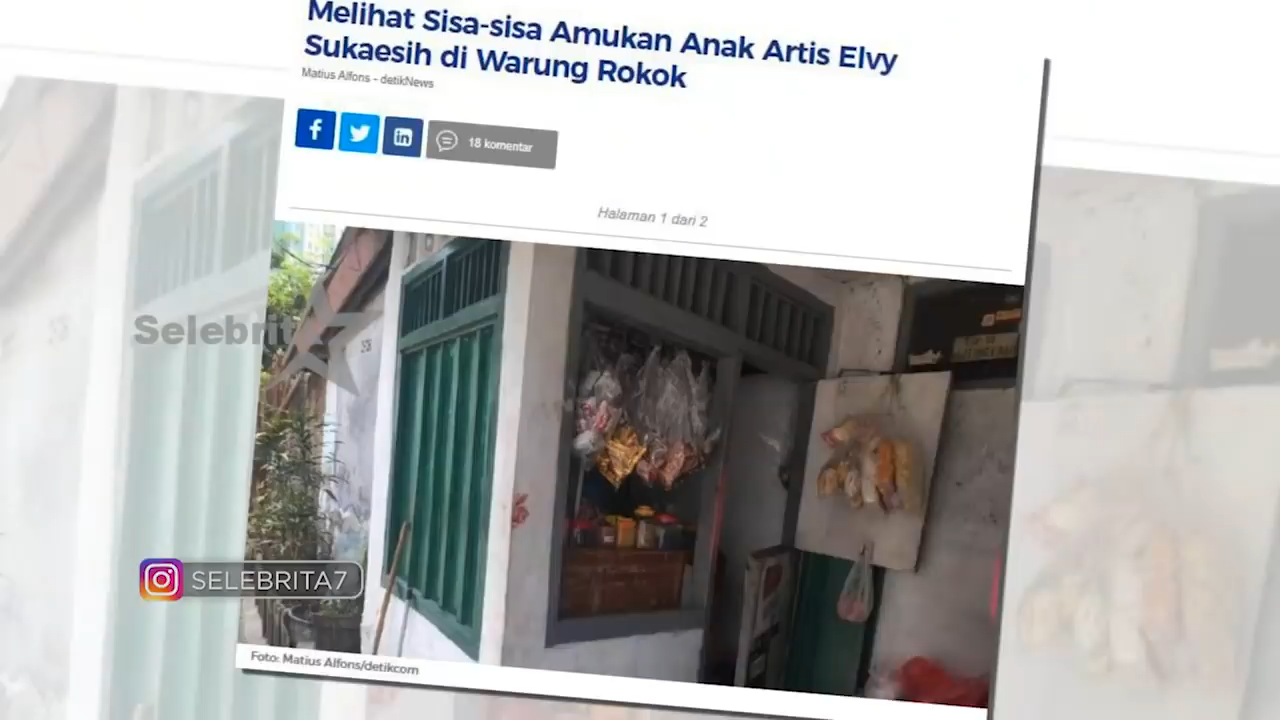 Melihat Sisa-sisa Amukan Anak Artis Elvy
Sukaesih di Warung Rokok
Matius Alfons - detikNews
18 komentar
Halaman 1 dari 2
Selebrit
SELEBRITA7
Foto: Matius Alfons/detikcom